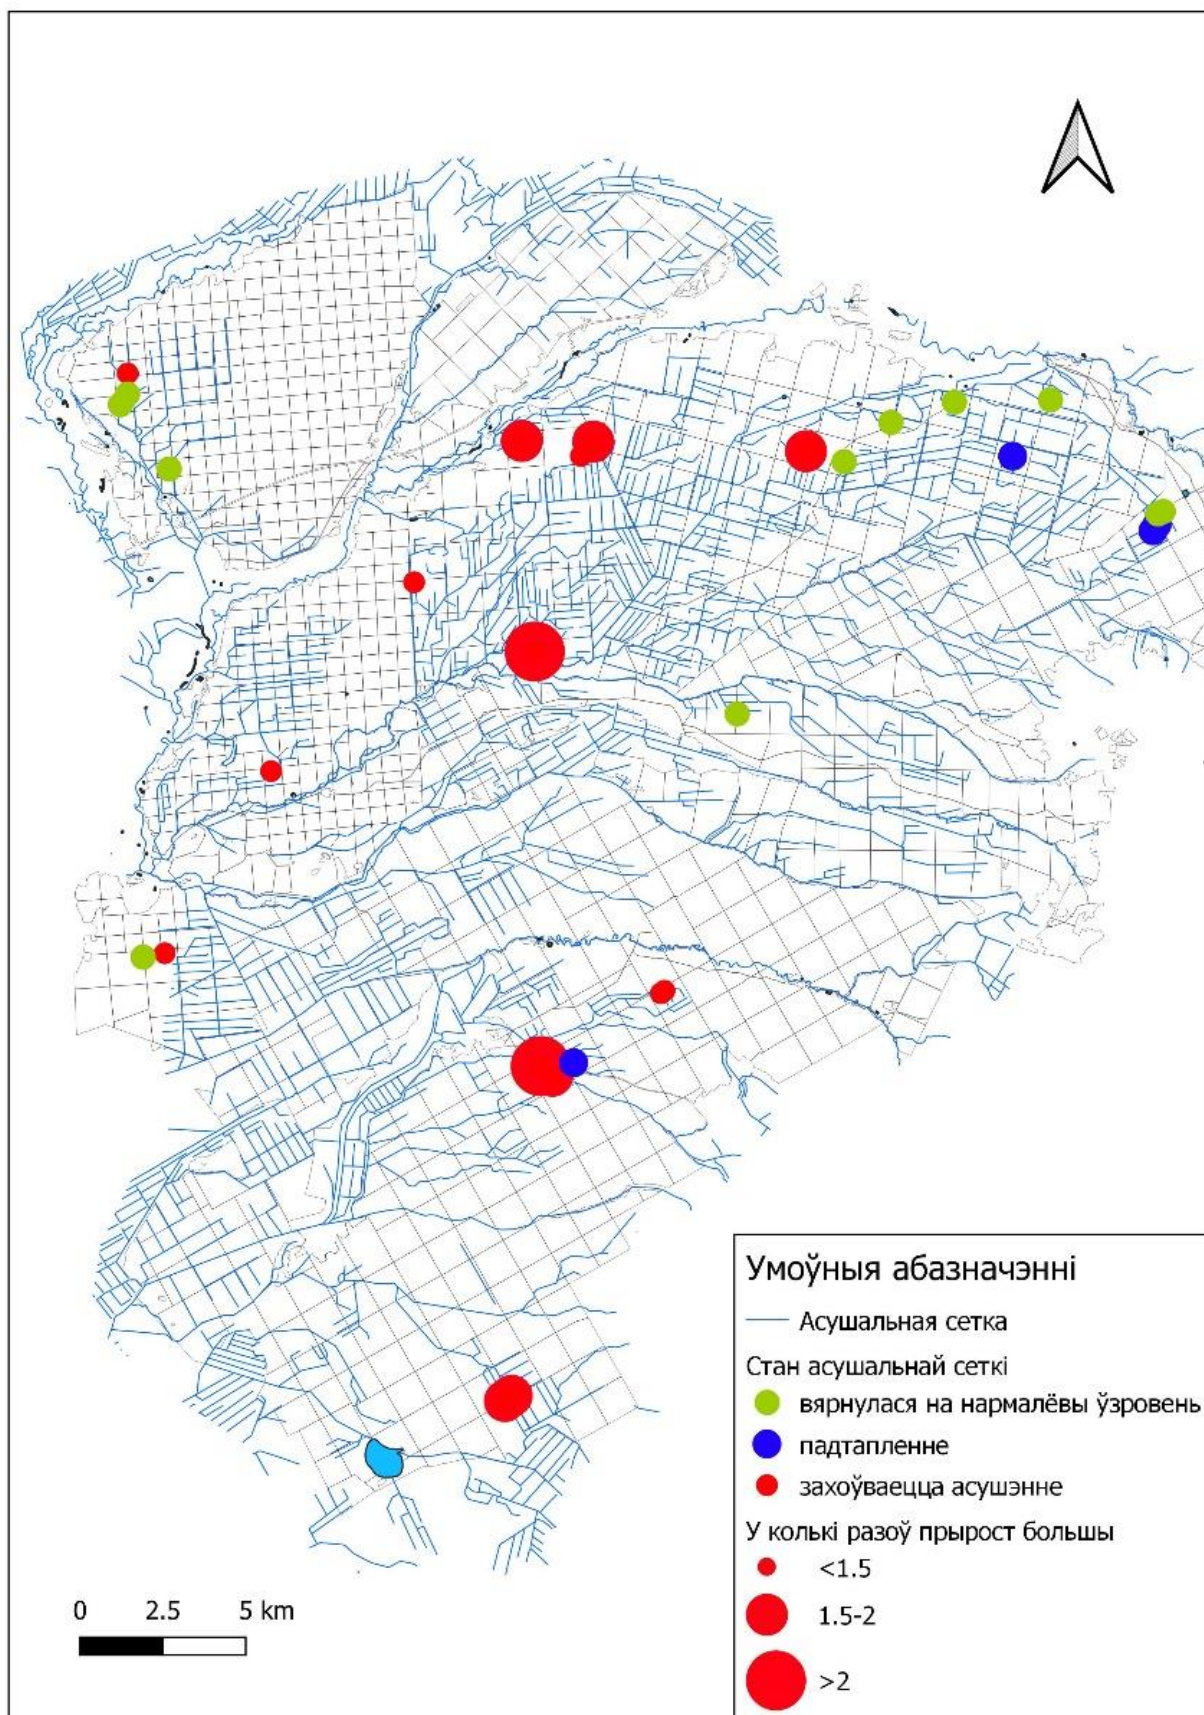 Умоўныя абазначэнні
Асушальная сетка
Стан асушальнай сеткі
вярнулася на нармалёвы ўзровень
падтапленне
захоўваецца асушэнне
У колькі разоў прырост большы
<1.5
1.5-2
>2
0 2.5 5 km